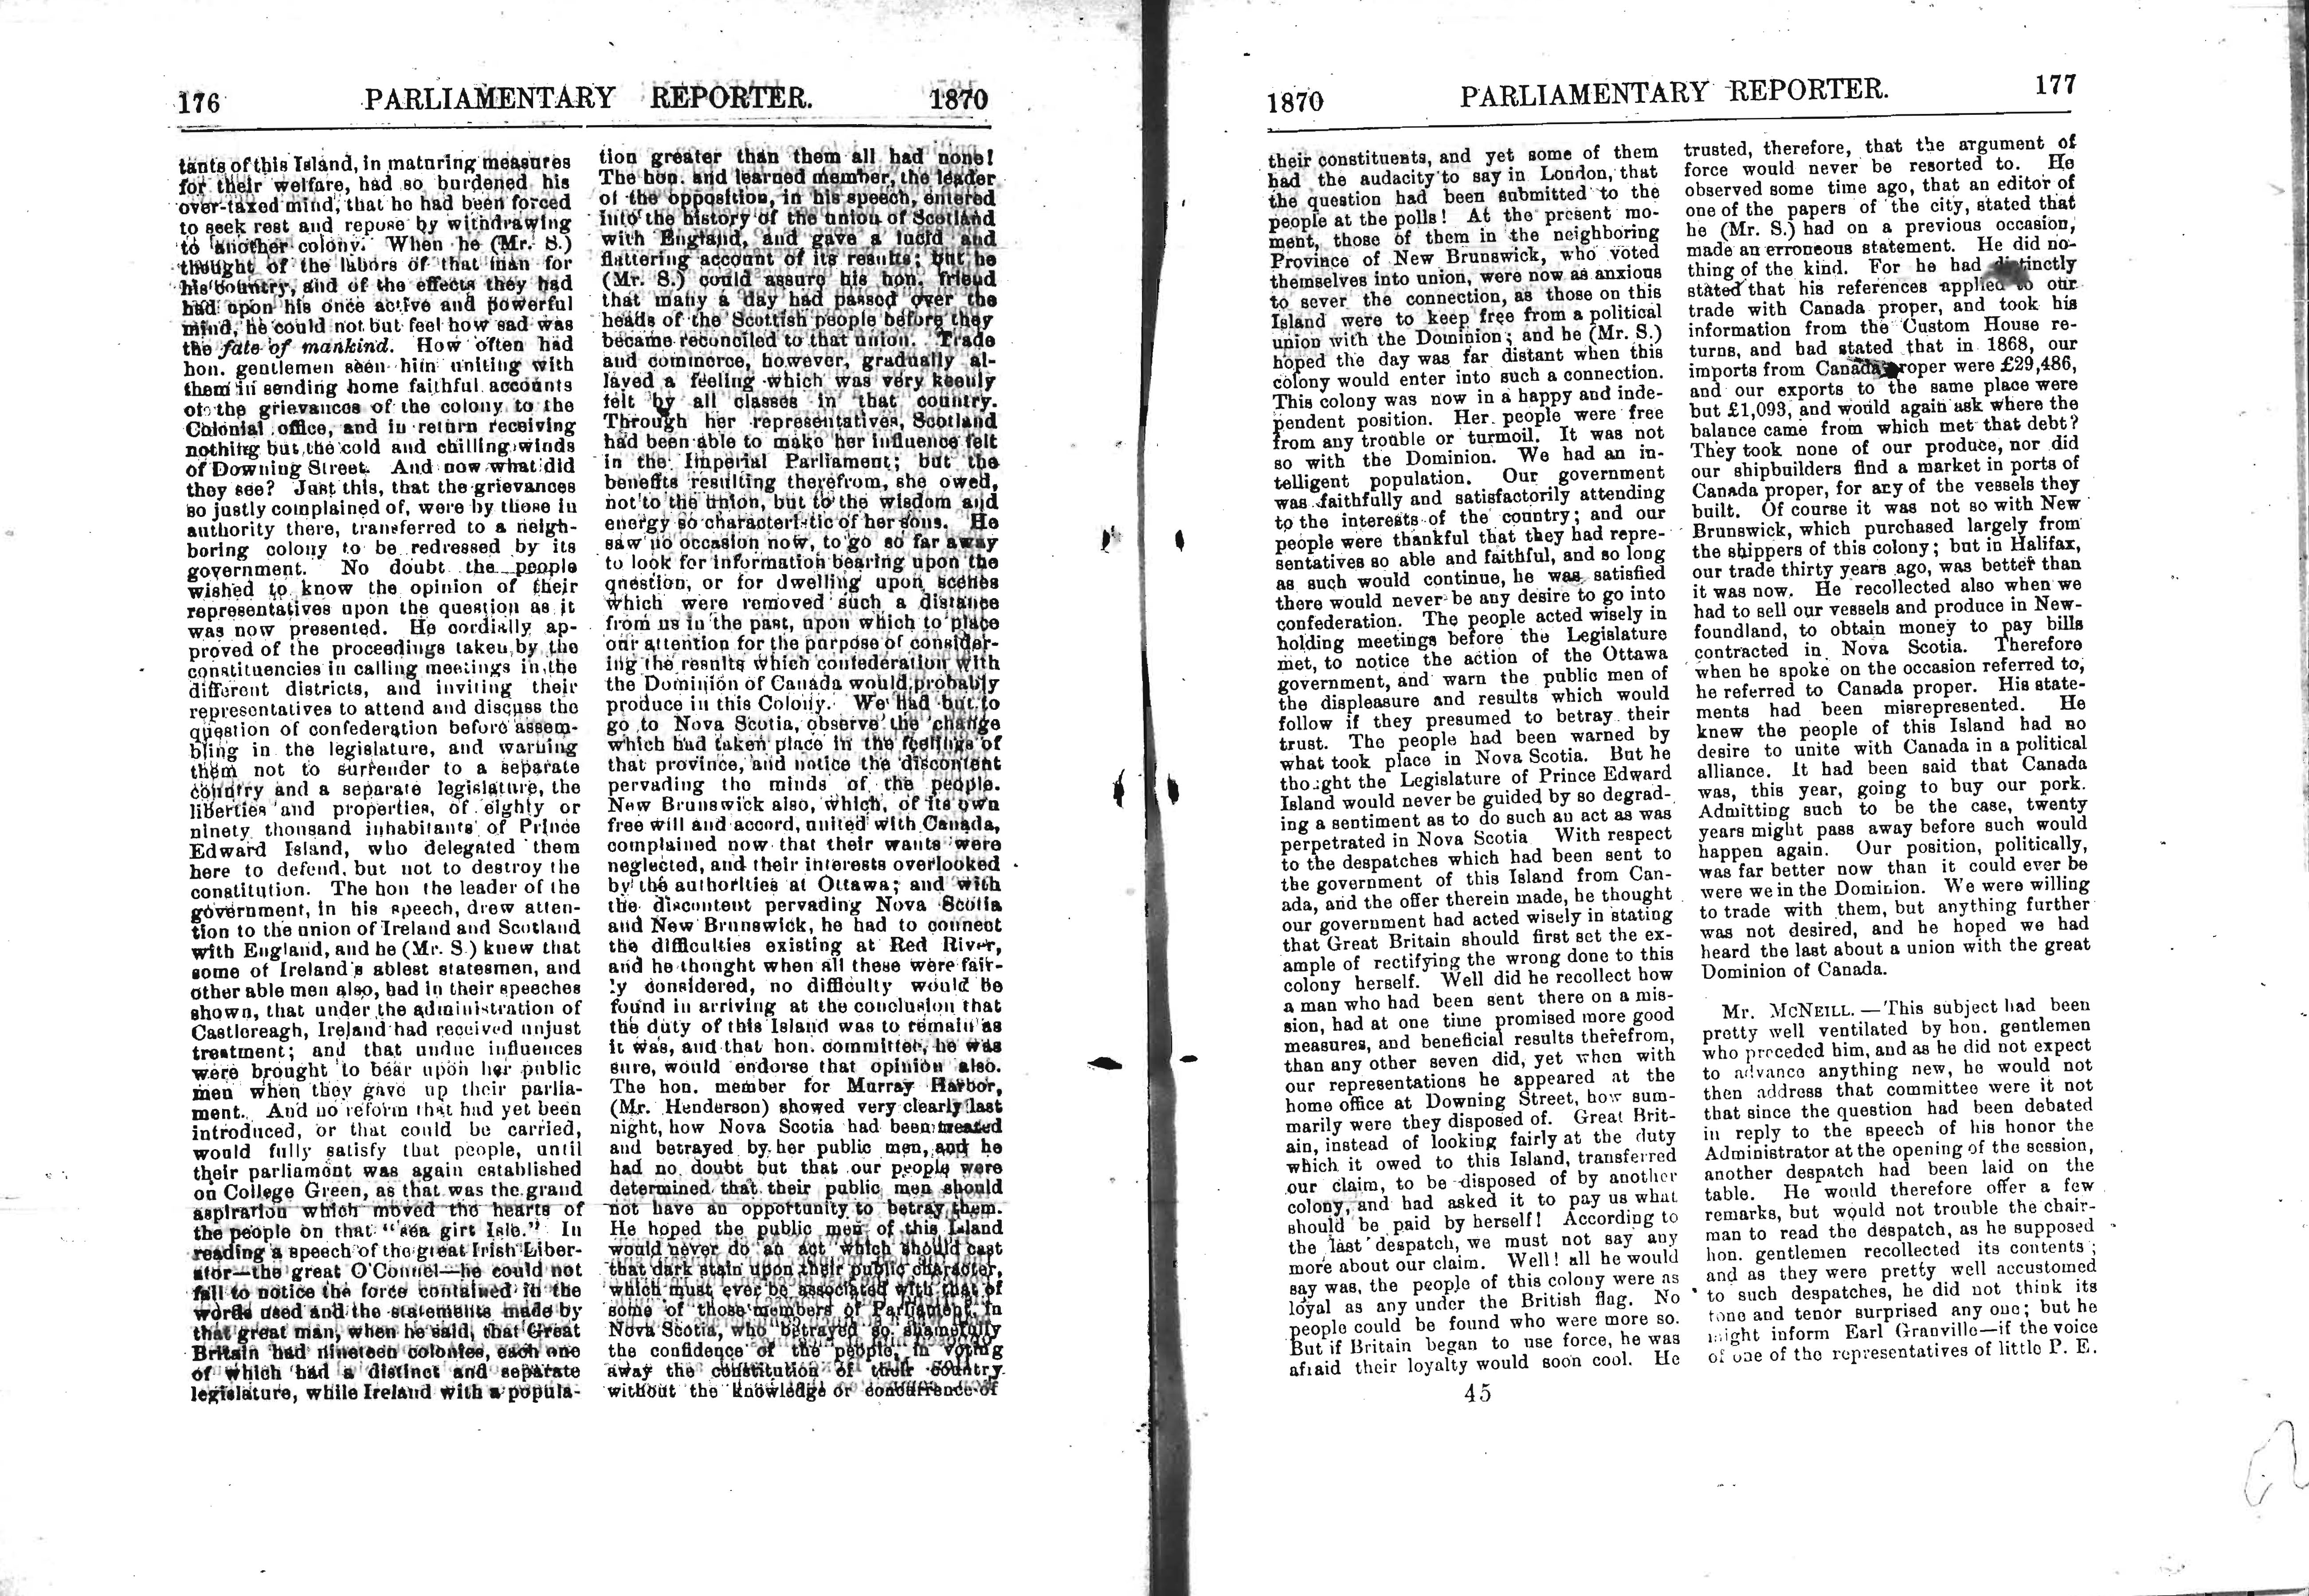 176 PARLIAMENTARY REPORTER. 1870
tants of this Island, in maturing measures
for their welfare, had so burdened his
over-taxed mind, that he had been forced
to seek rest and repose by withdrawing
to another colony. When he (Mr. S.)
thought of the labors of that man for
his country, and of the effects they had
had upon his once active and powerful
mind, he could not but feel how sad was
the fate of mankind. How often had
hon. gentlemen seen him uniting with
them in sending home faithful accounts
of the grievances of the colony to the
Colonial office, and in return receiving
nothing but the cold and chilling winds
of Downing Street. And now what did
they see? Just this, that the grievances
so justly complained of, were by those in
authority there, transferred to a neigh-
boring colony to be redressed by its
government. No doubt the people
wished to know the opinion of their
representatives upon the question as it
was now presented. He cordially ap-
proved of the proceedings taken by the
constituencies in calling meetings in the
different districts, and inviting their
representatives to attend and discuss the
question of confederation before assem-
bling in the legislature, and warning
them not to surrender to a separate
country and a separate legislature, the
liberties and properties, of eighty or
ninety thousand inhabitants of Prince
Edward Island, who delegated them
here to defend, but not to destroy the
constitution. The hon the leader of the
government, in his speech, drew atten-
tion to the union of Ireland and Scotland
with England, and he (Mr. S.) knew that
some of Ireland's ablest statesmen, and
other able men also, had in their speeches
shown, that under the administration of
Castlereagh, Ireland had received unjust
treatment; and that undue influences
were brought to bear upon her public
men when they gave up their parlia-
ment. And no reform that had yet been
introduced, or that could be carried,
would fully satisfy that people, until
their parliament was again established
on College Green, as that was the grand
aspiration which moved the hearts of
the people on that "sea girt Isle." In
reading a speech of the great Irish Liber-
ator—the great O'Connel—he could not
fail to notice the force contained in the
words used and the statements made by
that great man, when he said, that Great
Britain had nineteen colonies, each one
of which had a distinct and separate
legislature, while Ireland with a popula-
tion greater than them all had none!
The hon. and learned member, the leader
of the opposition, in his speech, entered
into the history of the union of Scotland
with England, and gave a lucid and
flattering account of its results; but he
(Mr. S.) could assure his hon. friend
that many a day had passed over the
heads of the Scottish people before they
became reconciled to that union. Trade
and commerce, however, gradually al-
layed a feeling which was very keenly
felt by all classes in that country.
Through her representatives, Scotland
had been able to make her influence felt
in the Imperial Parliament; but the
benefits resulting therefrom, she owed,
not to the union, but to the wisdom and
energy so characteristic of her sons. He
saw no occasion now, to go so far away
to look for information bearing upon the
question, or for dwelling upon scenes
which were removed such a distance
from us in the past, upon which to place
our attention for the purpose of consider-
ing the results which confederation with
the Dominion of Canada would probably
produce in this Colony. We had but to
go to Nova Scotia, observe the change
which had taken place in the feelings of
that province, and notice the discontent
pervading the minds of the people.
New Brunswick also, which, of its own
free will and accord, united with Canada,
complained now that their wants were
neglected, and their interests overlooked
by the authorities at Ottawa; and with
the discontent pervading Nova Scotia
and New Brunswick, he had to connect
the difficulties existing at Red River,
and he thought when all these were fair-
ly considered, no difficulty would be
found in arriving at the conclusion that
the duty of this Island was to remain as
it was, and that hon. committee, he was
sure, would endorse that opinion also.
The hon. member for Murray Harbor,
(Mr. Henderson) showed very clearly last
night, how Nova Scotia had been treated
and betrayed by her public men, and he
had no doubt but that our people were
determined that their public men should
not have an opportunity to betray them.
He hoped the public men of this Island
would never do an act which should cast
that dark stain upon their public character,
which must ever be associated with that of
some of those members of Parliament, in
Nova Scotia, who betrayed so shamefully
the confidence of the people, in voting
away the constitution of their country
without the knowledge or concurrence of
1870 PARLIAMENTARY REPORTER. 177
their constituents, and yet some of them
had the audacity to say in London, that
the question had been submitted to the
people at the polls! At the present mo-
ment, those of them in the neighboring
Province of New Brunswick, who voted
themselves into union, were now as anxious
to sever the connection, as those on this
Island were to keep free from a political
union with the Dominion; and he (Mr. S.)
hoped the day was far distant when this
colony would enter into such a connection.
This colony was now in a happy and inde-
pendent position. Her people were free
from any trouble or turmoil. It was not
so with the Dominion. We had an in-
telligent population. Our government
was faithfully and satisfactorily attending
to the interests of the country; and our
people were thankful that they had repre-
sentatives so able and faithful, and so long
as such would continue, he was satisfied
there would never be any desire to go into
confederation. The people acted wisely in
holding meetings before the Legislature
met, to notice the action of the Ottawa
government, and warn the public men of
the displeasure and results which would
follow if they presumed to betray their
trust. The people had been warned by
what took place in Nova Scotia. But he
thought the Legislature of Prince Edward
Island would never be guided by so degrad-
ing a sentiment as to do such an act as was
perpetrated in Nova Scotia With respect
to the despatches which had been sent to
the government of this Island from Can-
ada, and the offer therein made, he thought
our government had acted wisely in stating
that Great Britain should first set the ex-
ample of rectifying the wrong done to this
colony herself. Well did he recollect how
a man who had been sent there on a mis-
sion, had at one time promised more good
measures, and beneficial results therefrom,
than any other seven did, yet when with
our representations he appeared at the
home office at Downing Street, how sum-
marily were they disposed of. Great Brit-
ain, instead of looking fairly at the duty
which it owed to this Island, transferred
our claim, to be disposed of by another
colony, and had asked it to pay us what
should be paid by herself! According to
the last despatch, we must not say any
more about our claim. Well! all he would
say was, the people of this colony were as
loyal as any under the British flag. No
people could be found who were more so.
But if Britain began to use force, he was
afraid their loyalty would soon cool. He
trusted, therefore, that the argument of
force would never be resorted to. He
observed some time ago, that an editor of
one of the papers of the city, stated that
he (Mr. S.) had on a previous occasion,
made an erroneous statement. He did no-
thing of the kind. For he had distinctly
stated that his references applied to our
trade with Canada proper, and took his
information from the Custom House re-
turns, and had stated that in 1868, our
imports from Canada proper were £29,486,
and our exports to the same place were
but £1,093, and would again ask where the
balance came from which met that debt?
They took none of our produce, nor did
our shipbuilders find a market in ports of
Canada proper, for any of the vessels they
built. Of course it was not so with New
Brunswick, which purchased largely from
the shippers of this colony; but in Halifax,
our trade thirty years ago, was better than
it was now. He recollected also when we
had to sell our vessels and produce in New-
foundland, to obtain money to pay bills
contracted in Nova Scotia. Therefore
when he spoke on the occasion referred to,
he referred to Canada proper. His state-
ments had been misrepresented. He
knew the people of this Island had no
desire to unite with Canada in a political
alliance. It had been said that Canada
was, this year, going to buy our pork.
Admitting such to be the case, twenty
years might pass away before such would
happen again. Our position, politically,
was far better now than it could ever be
were we in the Dominion. We were willing
to trade with them, but anything further
was not desired, and he hoped we had
heard the last about a union with the great
Dominion of Canada.
Mr. MCNEILL.—This subject had been
pretty well ventilated by hon. gentlemen
who preceded him, and as he did not expect
to advance anything new, he would not
then address that committee were it not
that since the question had been debated
in reply to the speech of his honor the
Administrator at the opening of the session,
another despatch had been laid on the
table. He would therefore offer a few
remarks, but would not trouble the chair-
man to read the despatch, as he supposed
hon. gentlemen recollected its contents;
and as they were pretty well accustomed
to such despatches, he did not think its
tone and tenor surprised any one; but he
might inform Earl Granville—if the voice
of one of the representatives of little P. E.
45